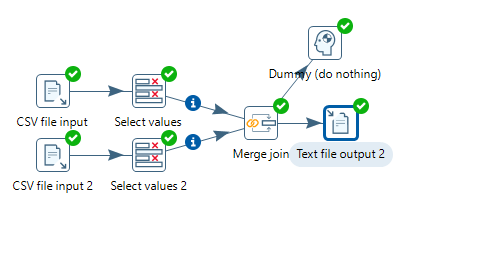 Dummy (do nothing)
CSV file input
Select values
Merge join
Text file output 2
CSV file input 2
Select values 2